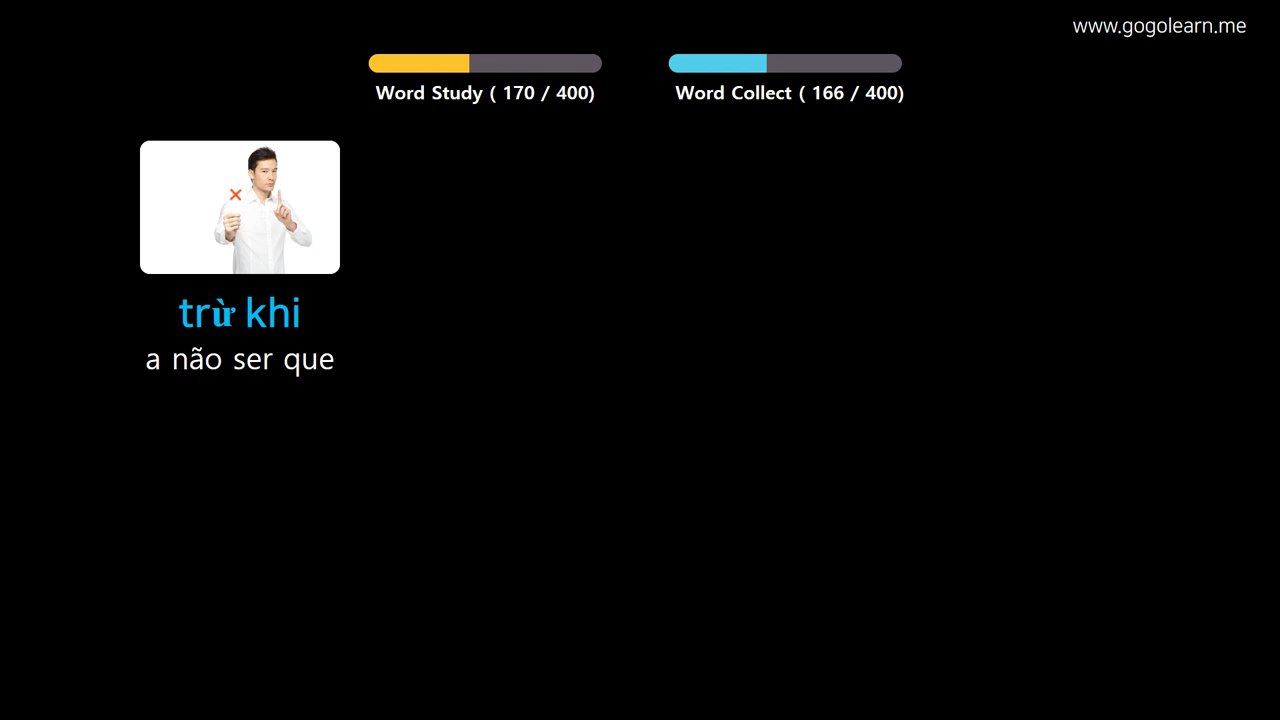 www.gogolearn.me
Word Study ( 170 / 400)
Word Collect ( 166 / 400)
trừ khi
a não ser que